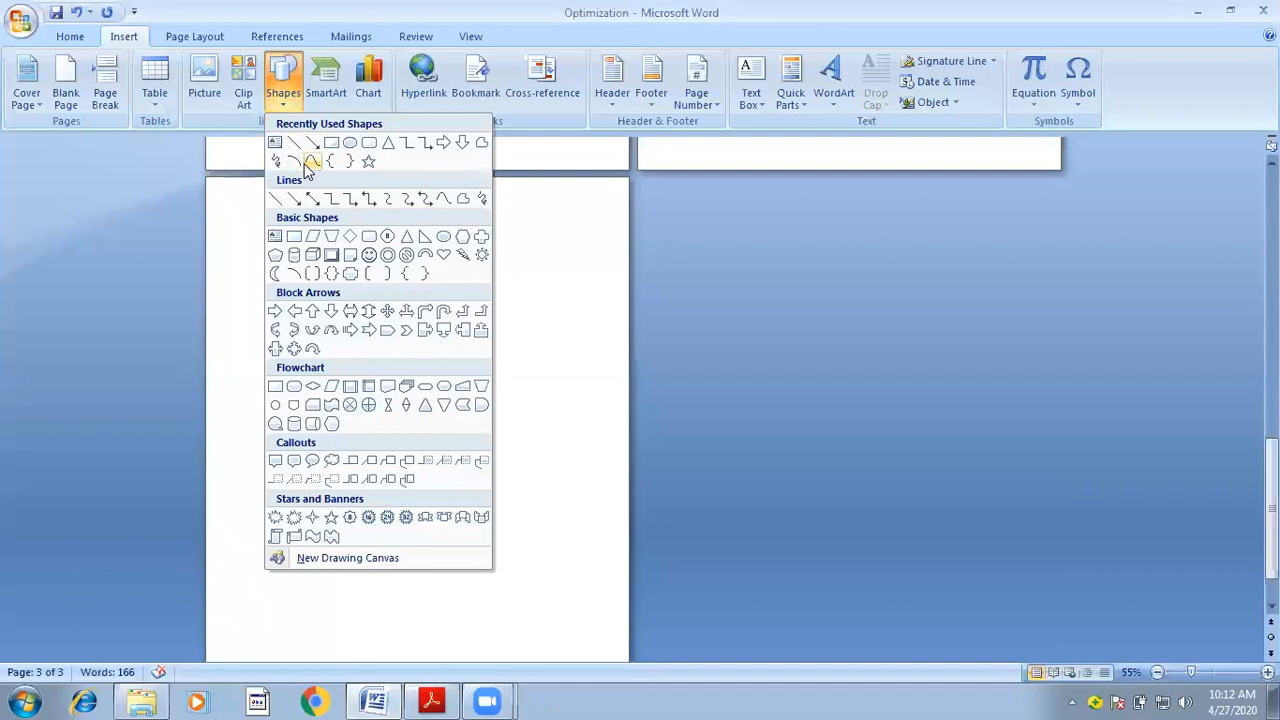 Optimization - Microsoft Word
Home Insert Page Layout References Mailings Review View
Cover Page Blank Page Page Break Table Picture Clip Art Shapes SmartArt Chart Hyperlink Bookmark Cross-reference Header Footer Page Number Text Box Quick Parts WordArt Drop Cap Signature Line Date & Time Object Equation Symbol
Pages Tables Header & Footer Text Symbols
Recently Used Shapes
Lines
Basic Shapes
Block Arrows
Flowchart
Callouts
Stars and Banners
New Drawing Canvas
Page: 3 of 3 Words: 166 55%
10:12 AM
4/27/2020